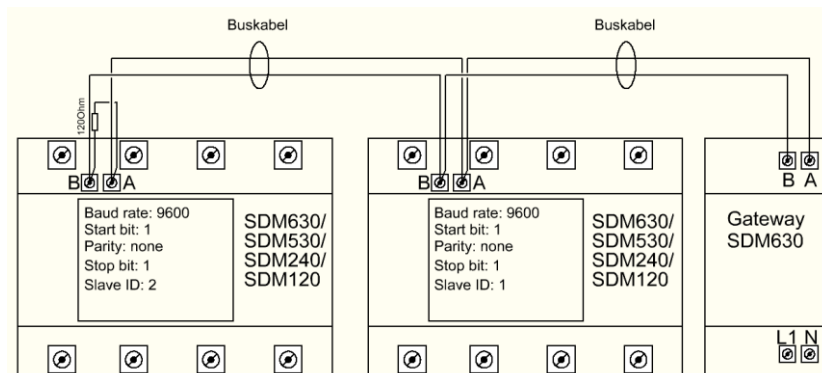 Buskabel
Buskabel
120Ohm
B A
B A
B A
Baud rate: 9600
Start bit: 1
Parity: none
Stop bit: 1
Slave ID: 2
SDM630/
SDM530/
SDM240/
SDM120
Baud rate: 9600
Start bit: 1
Parity: none
Stop bit: 1
Slave ID: 1
SDM630/
SDM530/
SDM240/
SDM120
Gateway
SDM630
L1 N